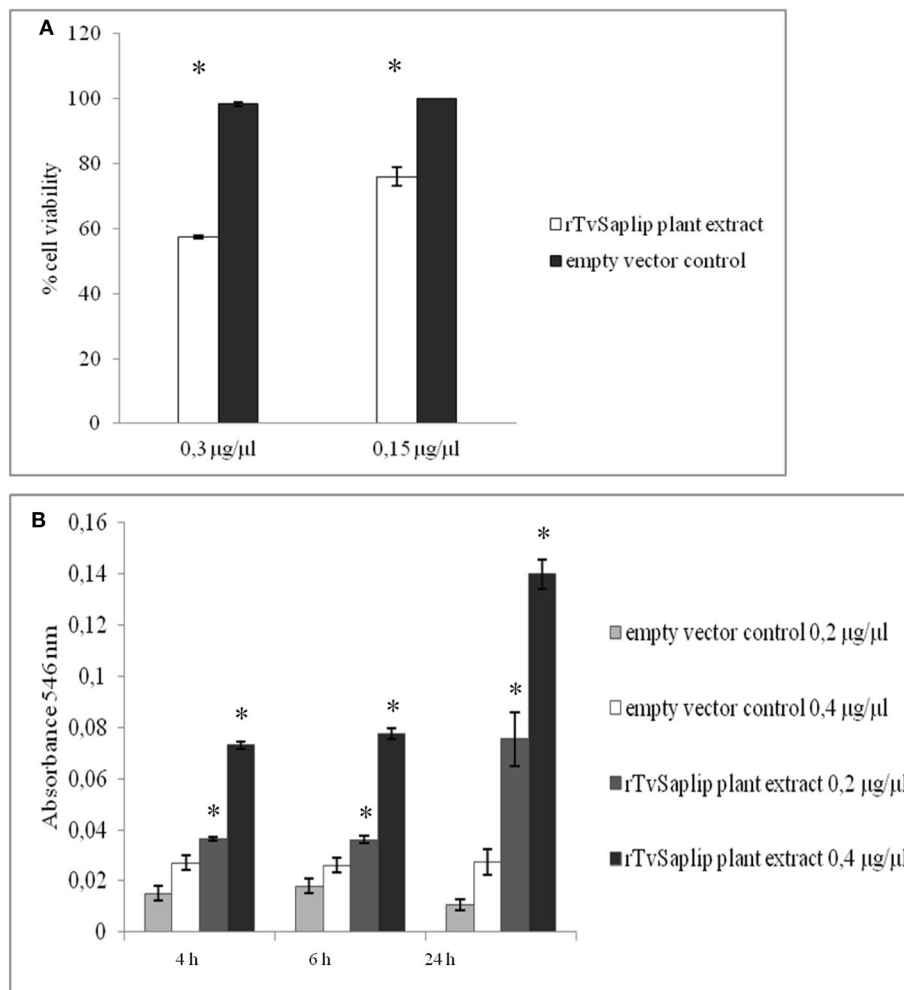 A
120
100
80
60
40
20
0
% cell viability
*
*
0,3 µg/µl
0,15 µg/µl
rTvSaplip plant extract
empty vector control
B
0,16
0,14
0,12
0,1
0,08
0,06
0,04
0,02
0
Absorbance 546 nm
*
*
*
*
*
*
4 h
6 h
24 h
empty vector control 0,2 µg/µl
empty vector control 0,4 µg/µl
rTvSaplip plant extract 0,2 µg/µl
rTvSaplip plant extract 0,4 µg/µl